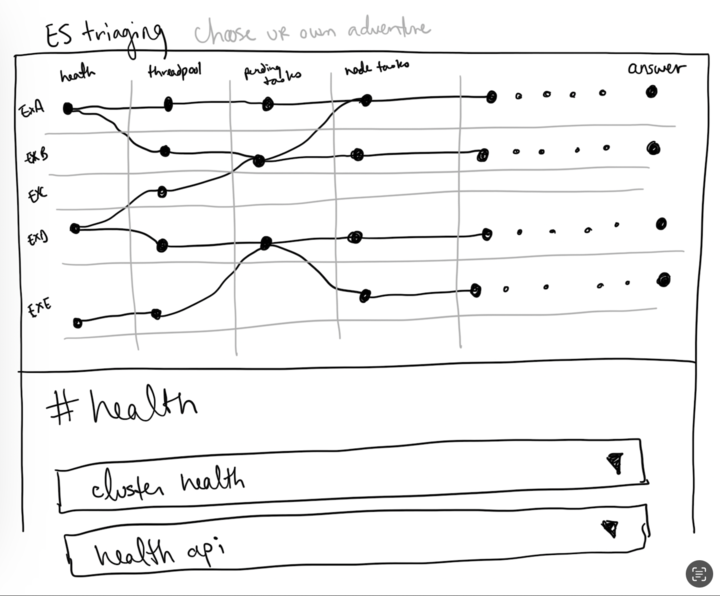 ES triaging choose ur own adventure
heath threadpool pending tasks node tasks answer
ExA
ExB
EXC
EXD
EXE
# health
cluster health
health api